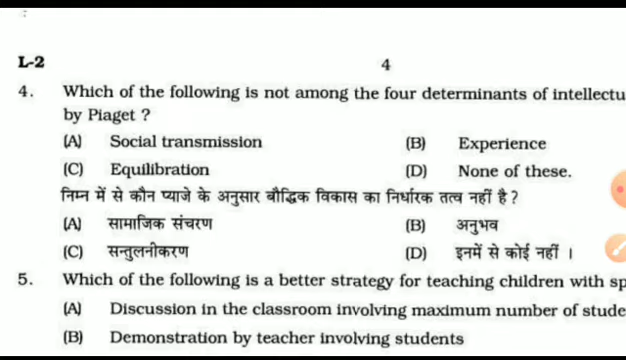 L-2 4
4. Which of the following is not among the four determinants of intellectu
by Piaget ?
(A) Social transmission (B) Experience
(C) Equilibration (D) None of these.
निम्न में से कौन प्याजे के अनुसार बौद्धिक विकास का निर्धारक तत्व नहीं है ?
(A) सामाजिक संचरण (B) अनुभव
(C) सन्तुलनीकरण (D) इनमें से कोई नहीं ।
5. Which of the following is a better strategy for teaching children with sp
(A) Discussion in the classroom involving maximum number of stude
(B) Demonstration by teacher involving students